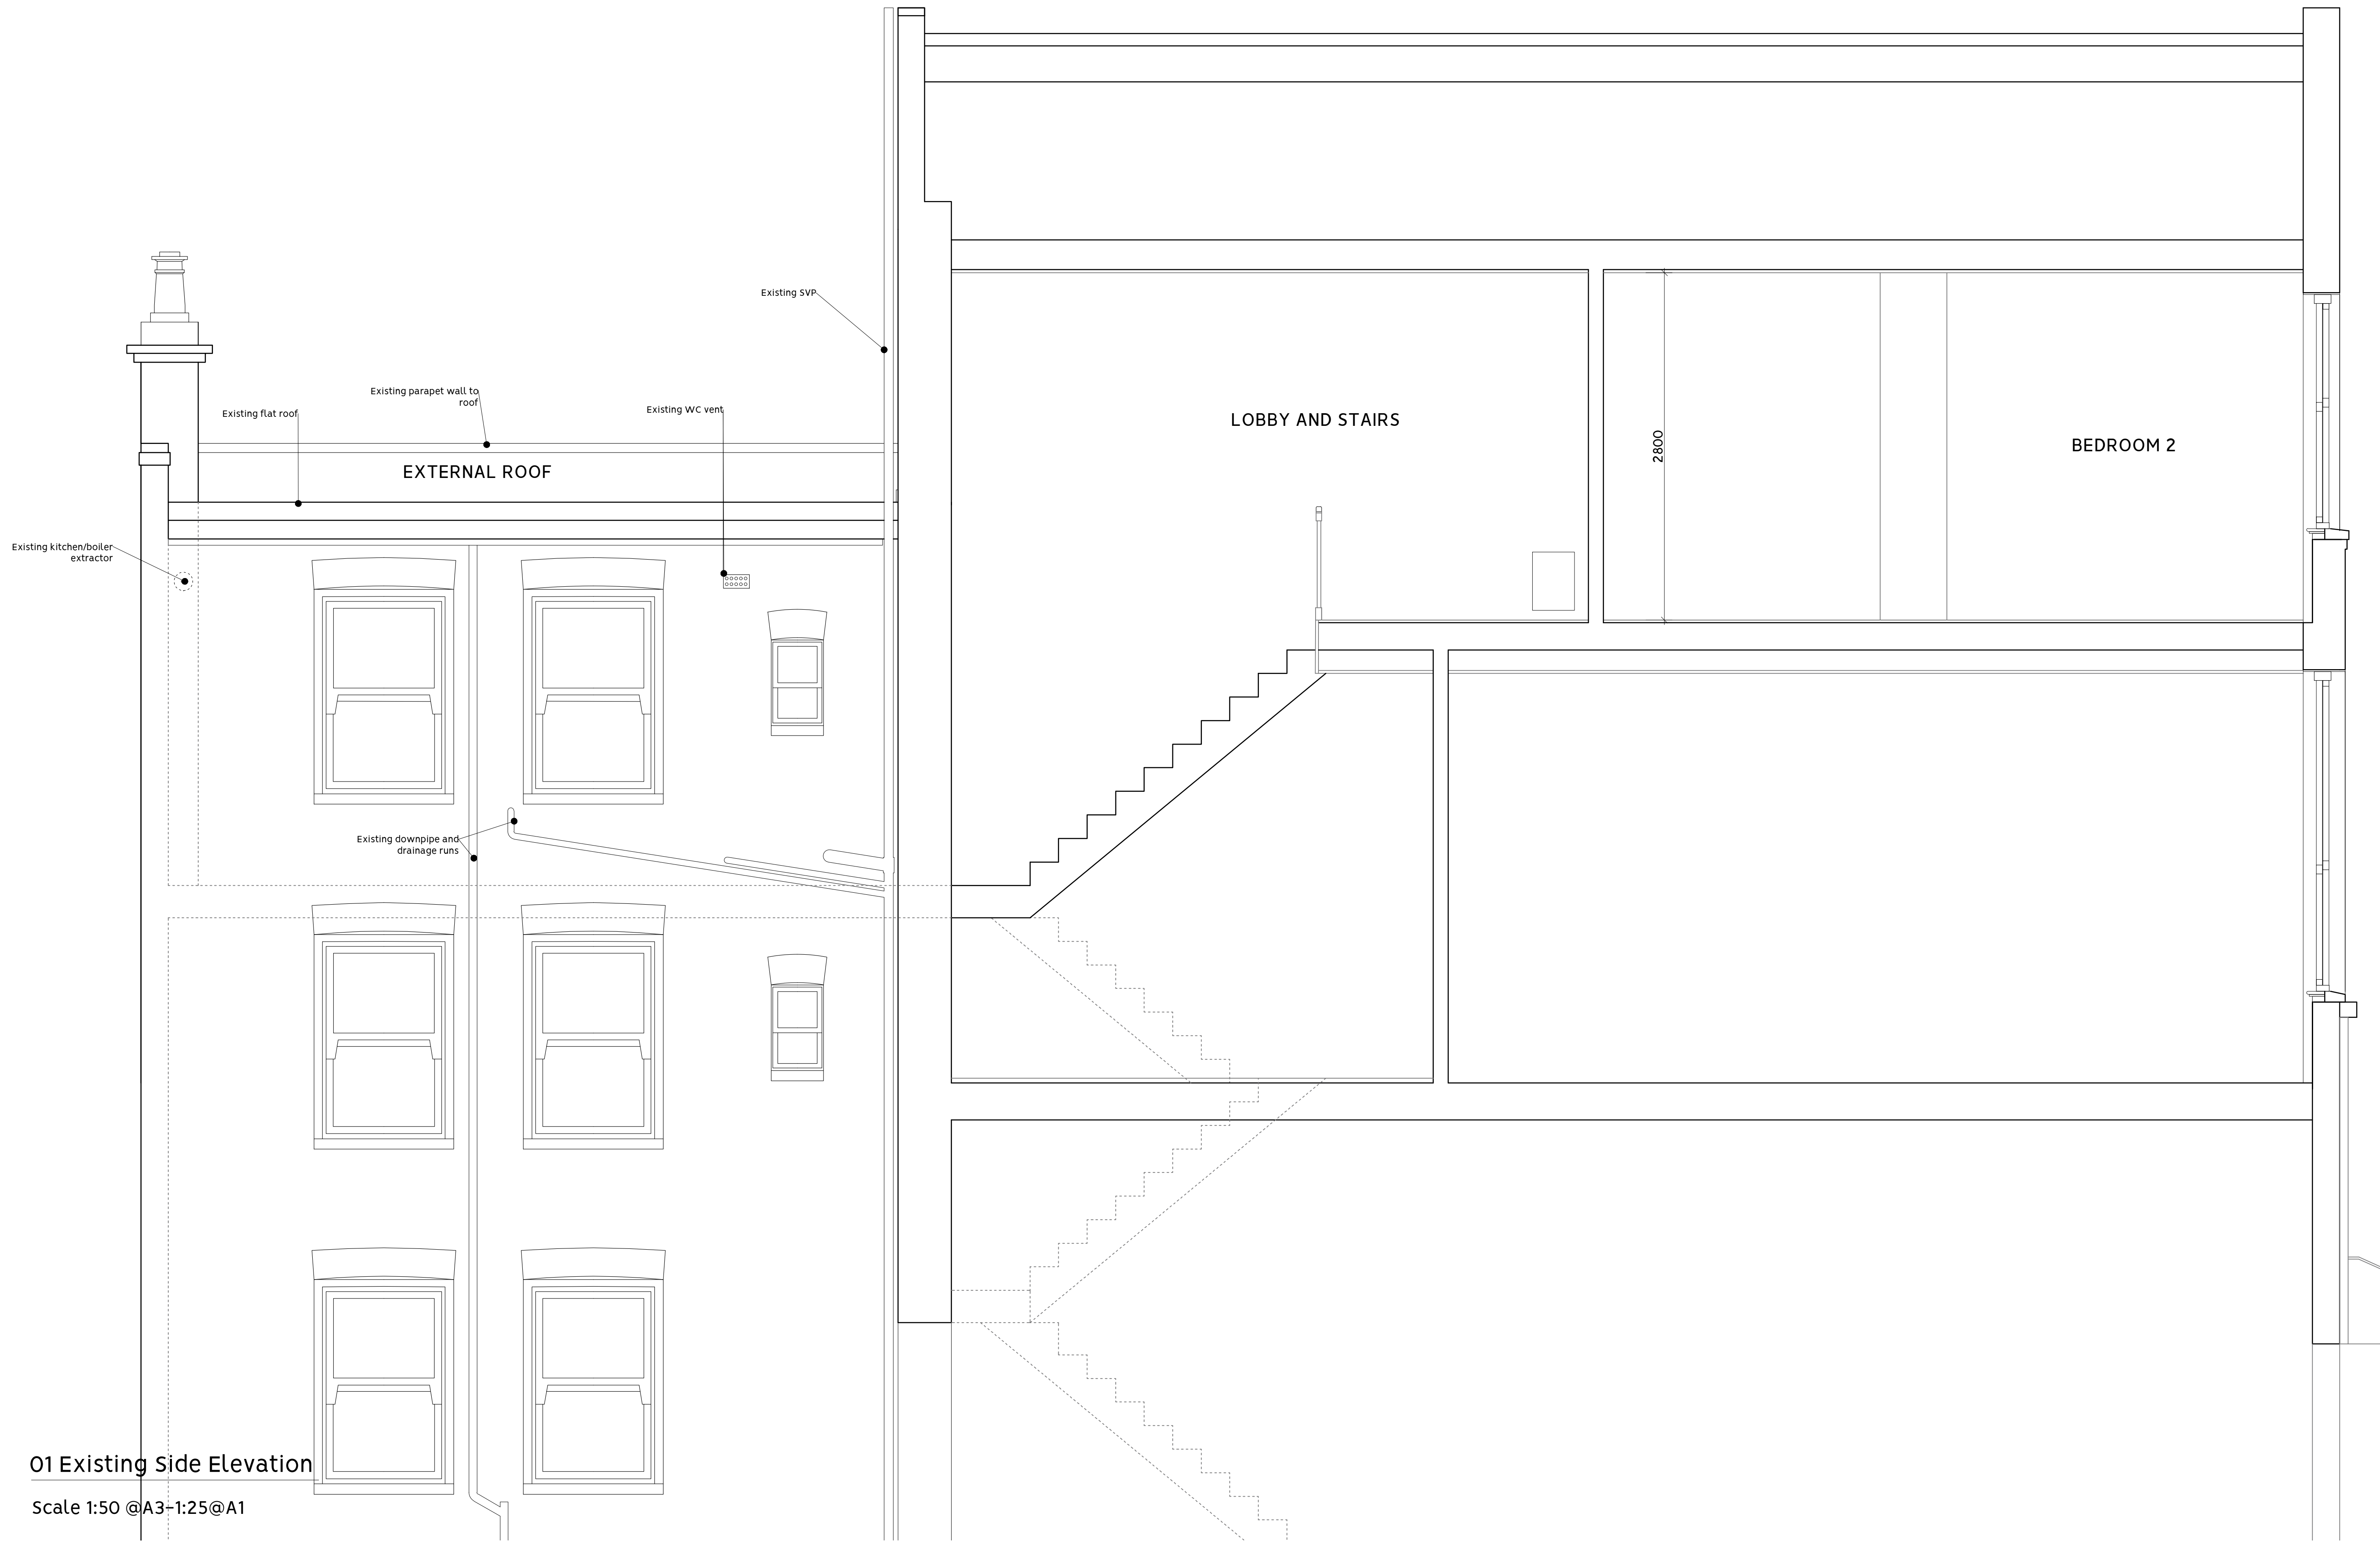 Existing SVP
Existing parapet wall to
roof
Existing flat roof
Existing WC vent
LOBBY AND STAIRS
2800
BEDROOM 2
EXTERNAL ROOF
Existing kitchen/boiler
extractor
Existing downpipe and
drainage runs
01 Existing Side Elevation
Scale 1:50 @A3-1:25@A1